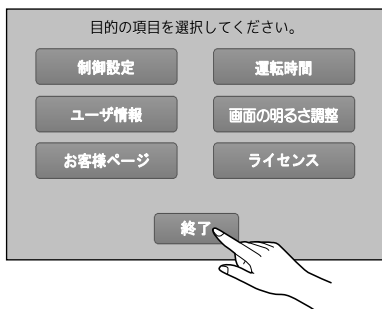 目的の項目を選択してください。
制御設定 運転時間
ユーザ情報 画面の明るさ調整
お客様ページ ライセンス
終了